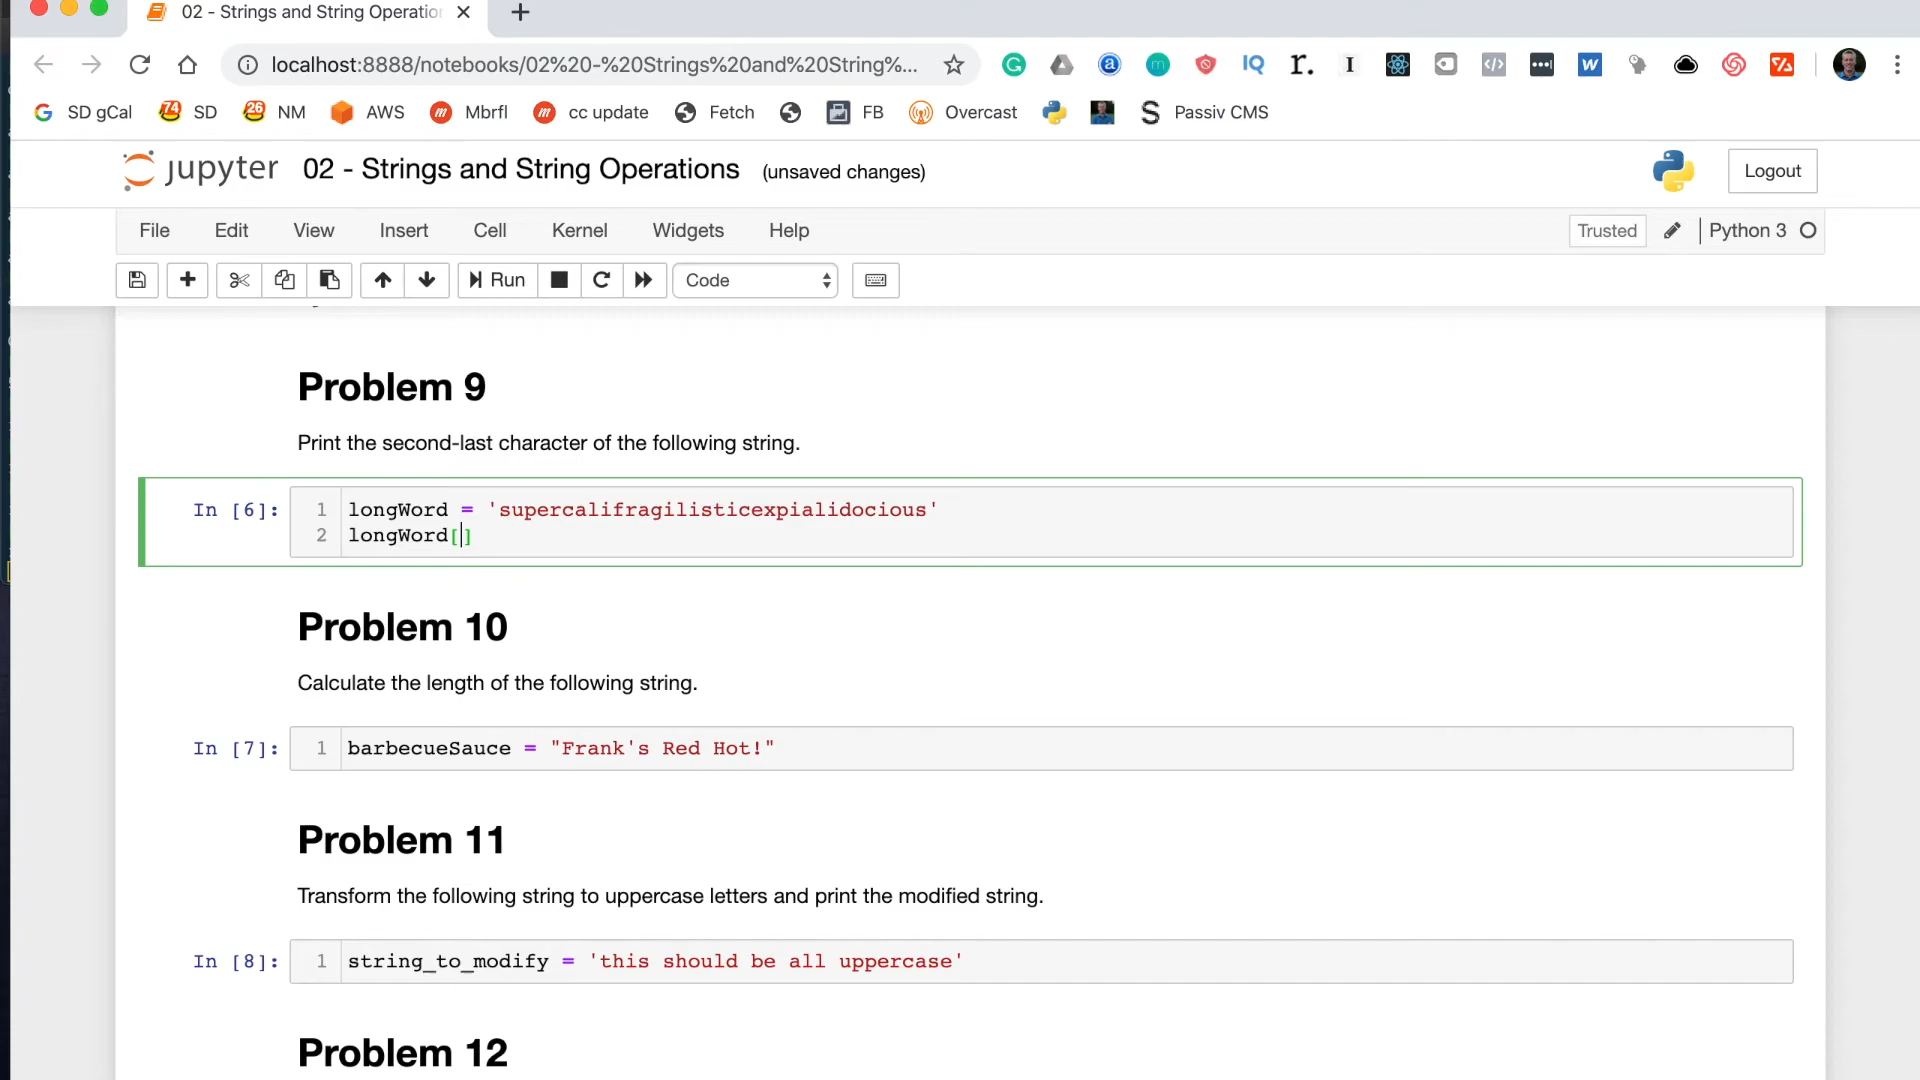 02 - Strings and String Operation
localhost:8888/notebooks/02%20-%20Strings%20and%20String%...
SD gCal
74 SD
26 NM
AWS
Mbrfl
cc update
Fetch
FB
Overcast
S Passiv CMS
jupyter 02 - Strings and String Operations (unsaved changes)
Logout
File Edit View Insert Cell Kernel Widgets Help
Trusted
Python 3
Run
Code
Problem 9
Print the second-last character of the following string.
In [6]: 1 longWord = 'supercalifragilisticexpialidocious'
2 longWord[]
Problem 10
Calculate the length of the following string.
In [7]: 1 barbecueSauce = "Frank's Red Hot!"
Problem 11
Transform the following string to uppercase letters and print the modified string.
In [8]: 1 string_to_modify = 'this should be all uppercase'
Problem 12